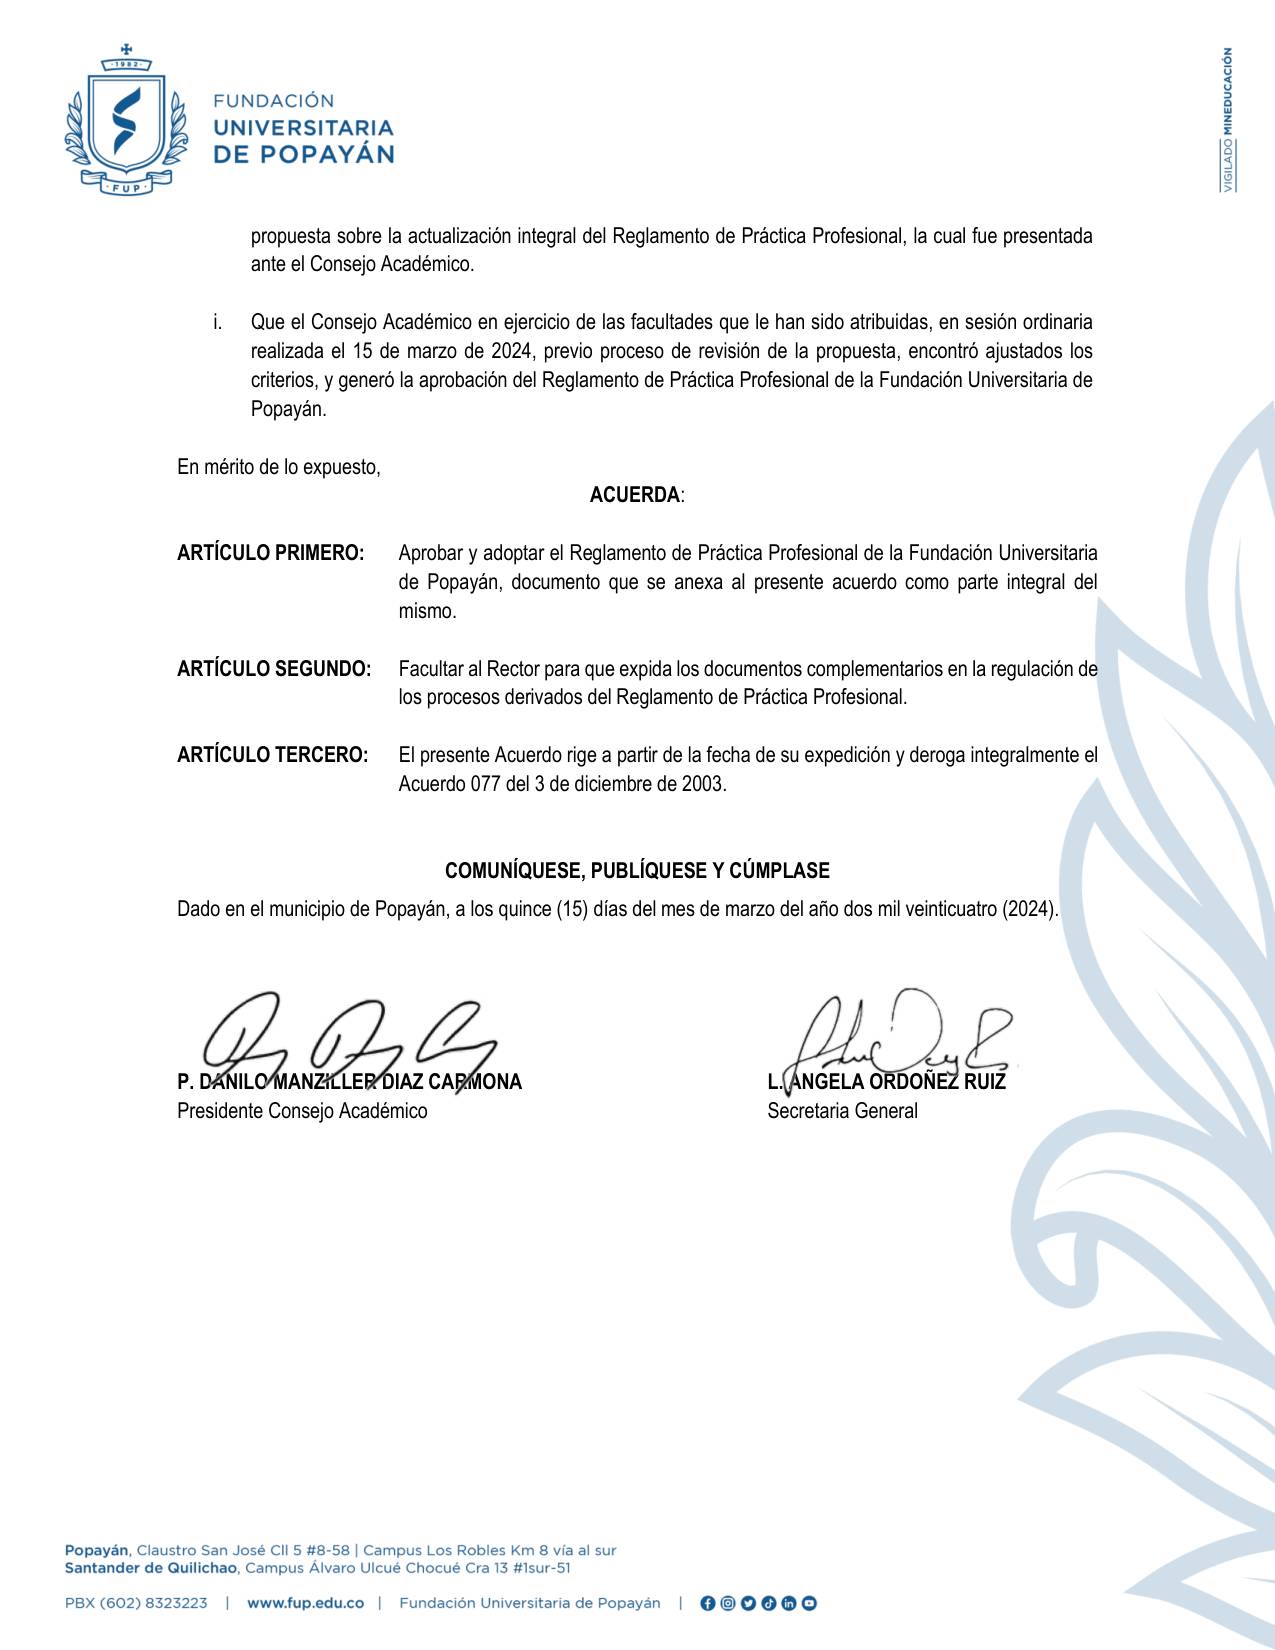 ·1982·
FUP
FUNDACIÓN
UNIVERSITARIA
DE POPAYÁN
VIGILADO MINEDUCACIÓN
propuesta sobre la actualización integral del Reglamento de Práctica Profesional, la cual fue presentada
ante el Consejo Académico.
i. Que el Consejo Académico en ejercicio de las facultades que le han sido atribuidas, en sesión ordinaria
realizada el 15 de marzo de 2024, previo proceso de revisión de la propuesta, encontró ajustados los
criterios, y generó la aprobación del Reglamento de Práctica Profesional de la Fundación Universitaria de
Popayán.
En mérito de lo expuesto,
ACUERDA:
ARTÍCULO PRIMERO: Aprobar y adoptar el Reglamento de Práctica Profesional de la Fundación Universitaria
de Popayán, documento que se anexa al presente acuerdo como parte integral del
mismo.
ARTÍCULO SEGUNDO: Facultar al Rector para que expida los documentos complementarios en la regulación de
los procesos derivados del Reglamento de Práctica Profesional.
ARTÍCULO TERCERO: El presente Acuerdo rige a partir de la fecha de su expedición y deroga integralmente el
Acuerdo 077 del 3 de diciembre de 2003.
COMUNÍQUESE, PUBLÍQUESE Y CÚMPLASE
Dado en el municipio de Popayán, a los quince (15) días del mes de marzo del año dos mil veinticuatro (2024).
P. DANILO MANZILLER DIAZ CARMONA
Presidente Consejo Académico
L. ANGELA ORDOÑEZ RUIZ
Secretaria General
Popayán, Claustro San José Cll 5 #8-58 | Campus Los Robles Km 8 vía al sur
Santander de Quilichao, Campus Álvaro Ulcué Chocué Cra 13 #1sur-51
PBX (602) 8323223 | www.fup.edu.co | Fundación Universitaria de Popayán |